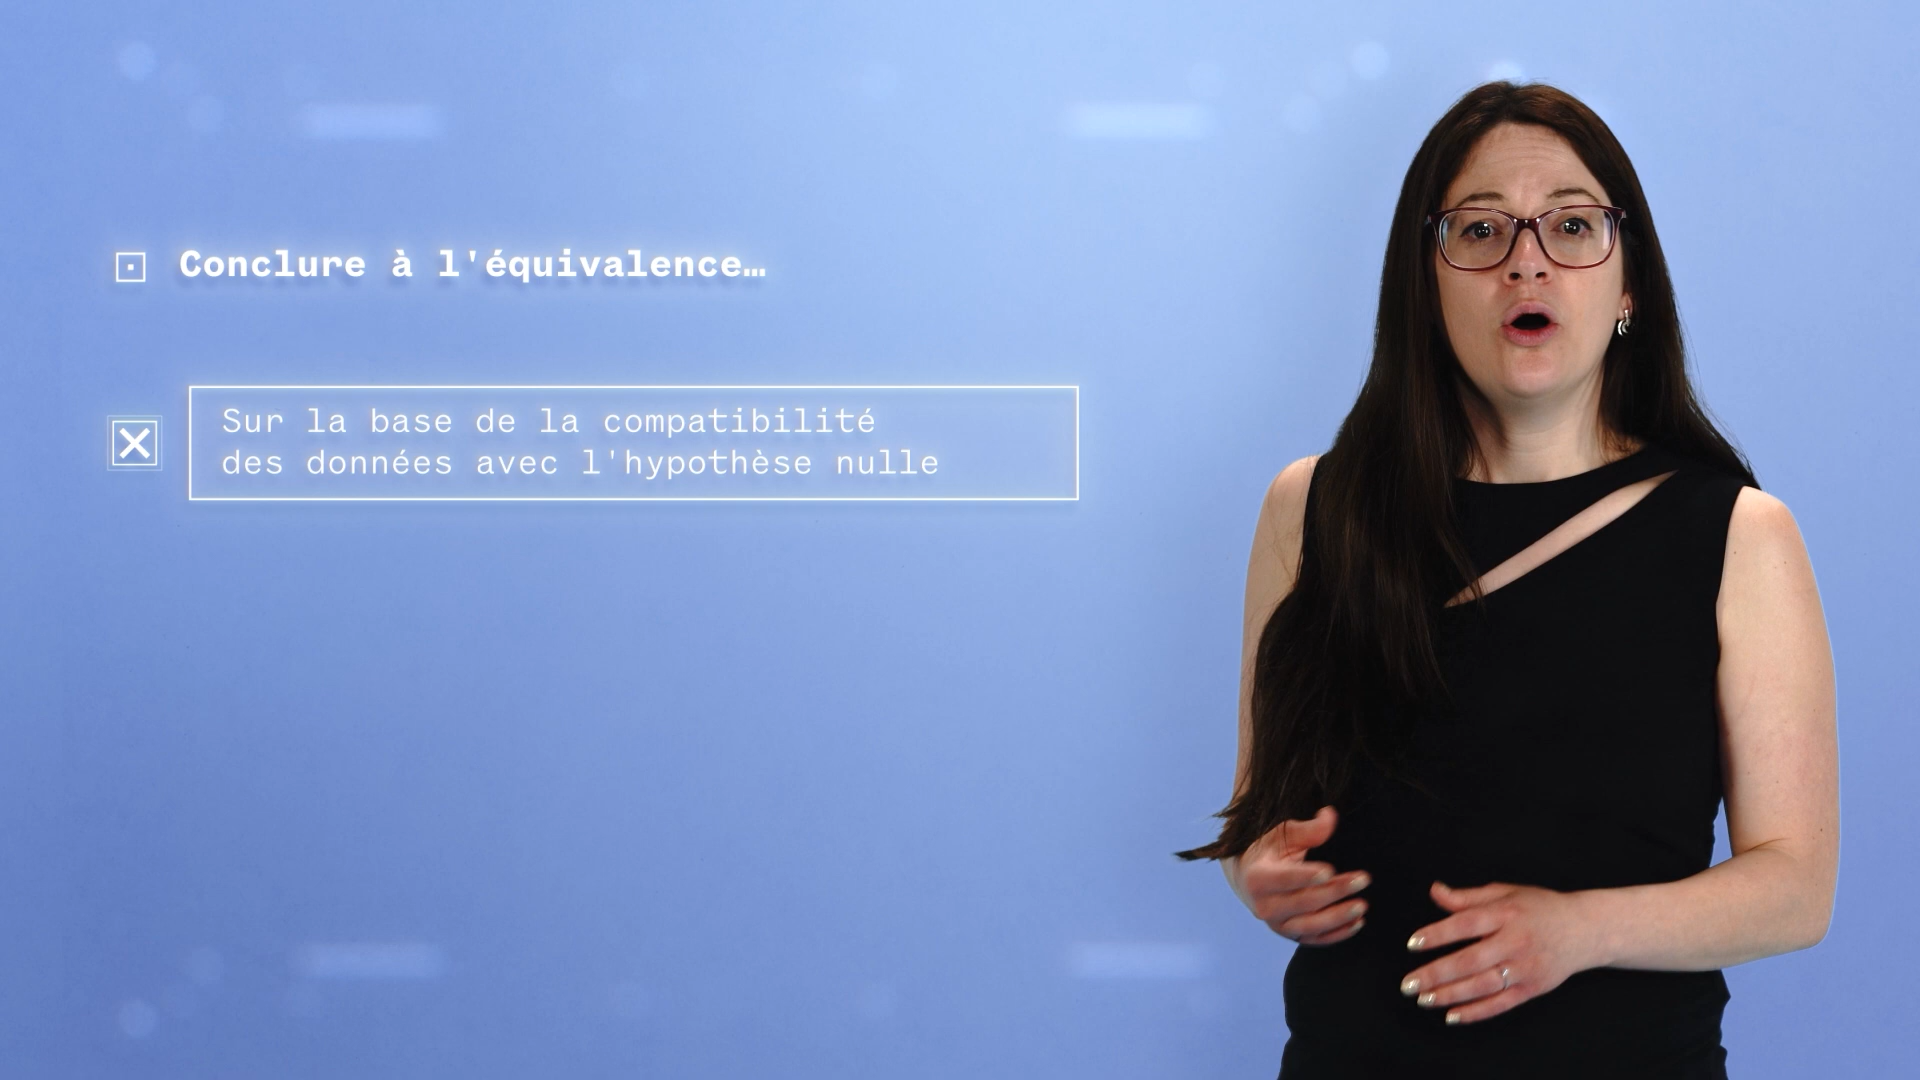 Conclure à l'équivalence…
Sur la base de la compatibilité
des données avec l'hypothèse nulle